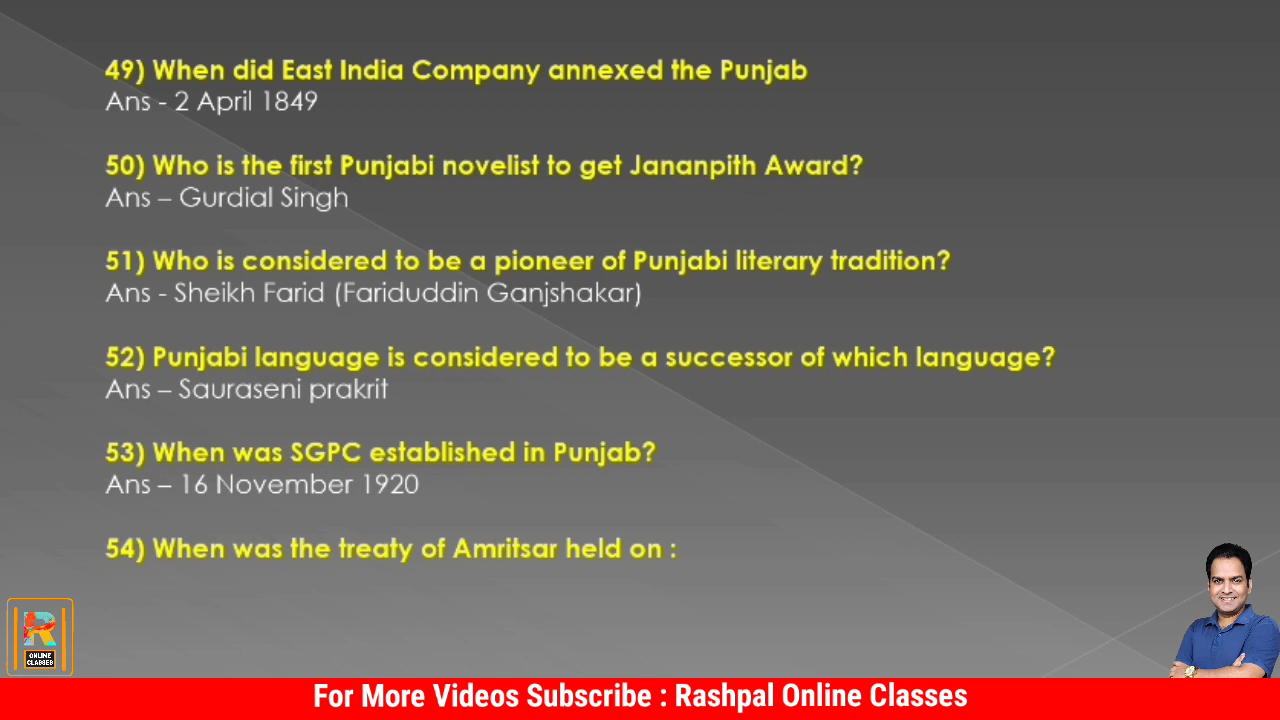 49) When did East India Company annexed the Punjab
Ans - 2 April 1849
50) Who is the first Punjabi novelist to get Jananpith Award?
Ans – Gurdial Singh
51) Who is considered to be a pioneer of Punjabi literary tradition?
Ans - Sheikh Farid (Fariduddin Ganjshakar)
52) Punjabi language is considered to be a successor of which language?
Ans – Sauraseni prakrit
53) When was SGPC established in Punjab?
Ans – 16 November 1920
54) When was the treaty of Amritsar held on :
R
ONLINE
CLASSES
For More Videos Subscribe : Rashpal Online Classes